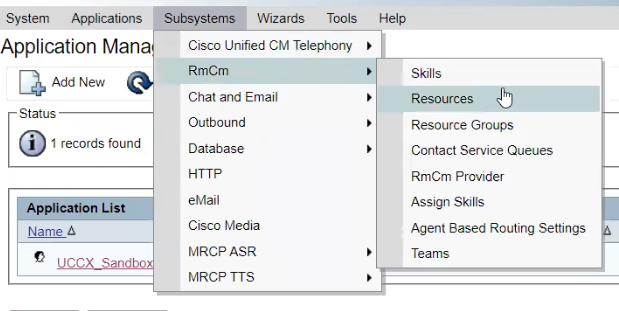 System Applications Subsystems Wizards Tools Help
Application Mana
Add New
Status
1 records found
Application List
Name
UCCX_Sandbox
Cisco Unified CM Telephony
RmCm
Chat and Email
Outbound
Database
HTTP
eMail
Cisco Media
MRCP ASR
MRCP TTS
Skills
Resources
Resource Groups
Contact Service Queues
RmCm Provider
Assign Skills
Agent Based Routing Settings
Teams